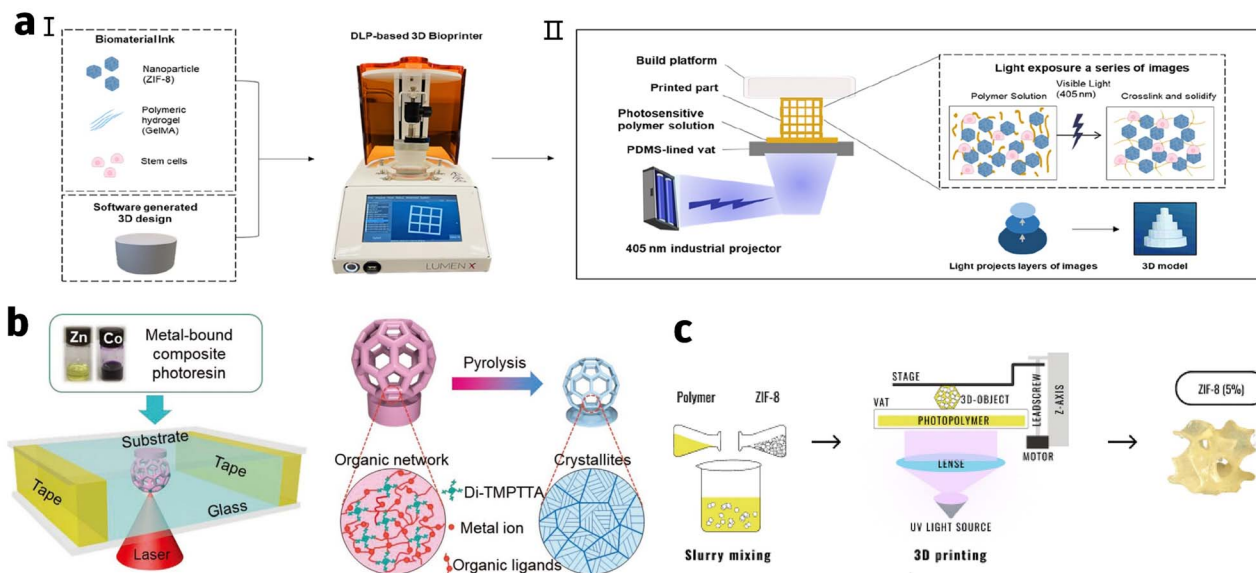 a I
Biomaterial Ink
Nanoparticle
(ZIF-8)
Polymeric
hydrogel
(GelMA)
Stem cells
Software generated
3D design
DLP-based 3D Bioprinter
LUMEN X
II
Build platform
Printed part
Photosensitive
polymer solution
PDMS-lined vat
405 nm industrial projector
Light exposure a series of images
Polymer Solution
Visible Light
(405 nm)
Crosslink and solidify
Light projects layers of images
3D model
b
Zn Co
Metal-bound
composite
photoresin
Substrate
Tape
Tape
Glass
Laser
Pyrolysis
Organic network
Crystallites
Di-TMPTTA
Metal ion
Organic ligands
c
Polymer ZIF-8
Slurry mixing
STAGE
3D-OBJECT
VAT
PHOTOPOLYMER
LEADSCREW
Z-AXIS
MOTOR
LENSE
UV LIGHT SOURCE
3D printing
ZIF-8 (5%)